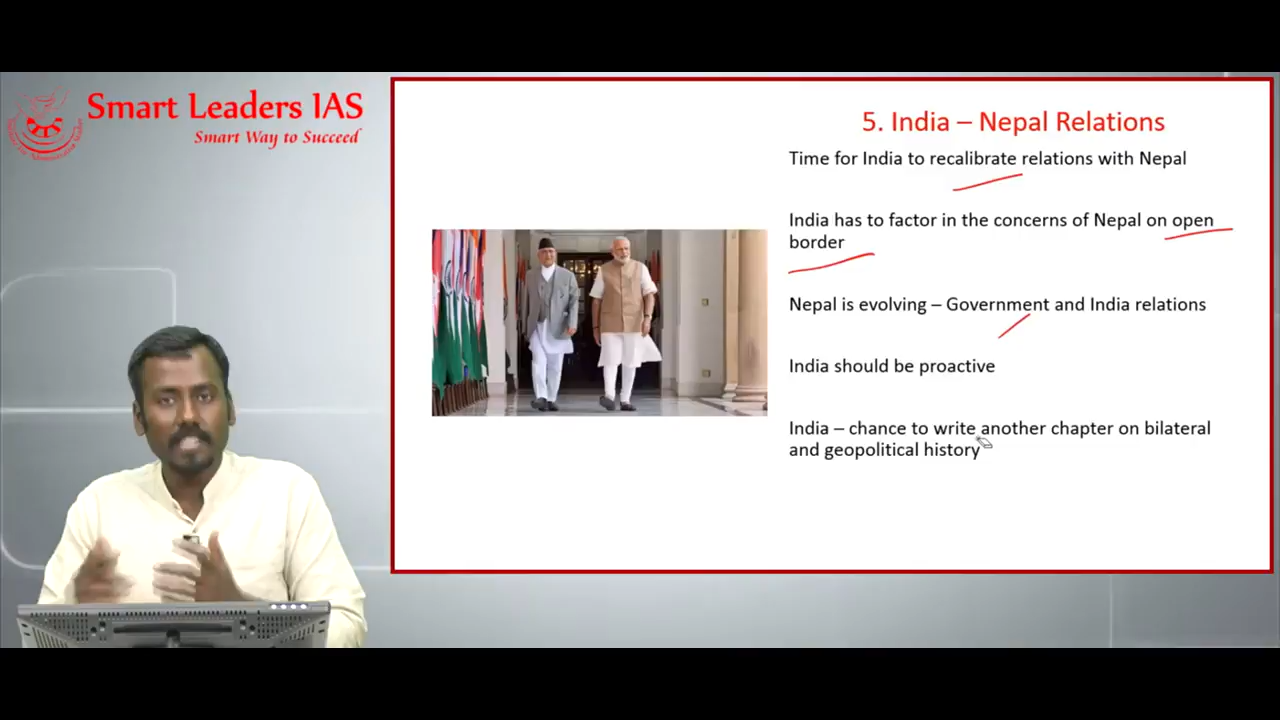 Smart Leaders IAS
Smart Way to Succeed
5. India – Nepal Relations
Time for India to recalibrate relations with Nepal
India has to factor in the concerns of Nepal on open
border
Nepal is evolving – Government and India relations
India should be proactive
India – chance to write another chapter on bilateral
and geopolitical history